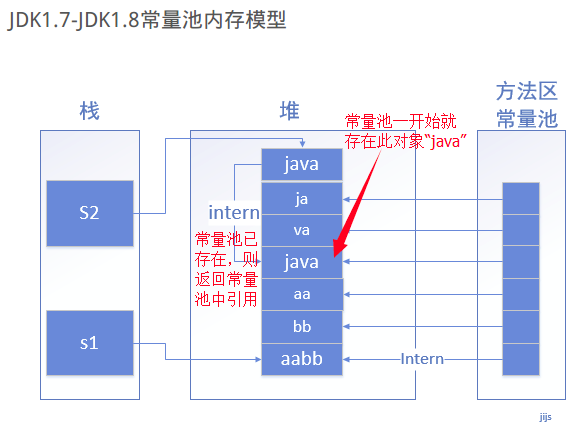 JDK1.7-JDK1.8常量池内存模型
栈
堆
方法区
常量池
常量池一开始就
存在此对象“java”
java
S2
ja
intern
va
常量池已
存在，则
返回常量
池中引用
java
aa
bb
s1
aabb
Intern
jijs